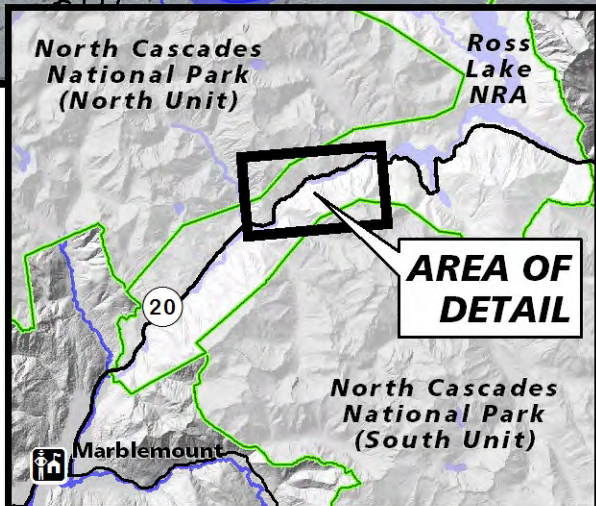 North Cascades
National Park
(North Unit)
Ross
Lake
NRA
AREA OF
DETAIL
20
North Cascades
National Park
(South Unit)
Marblemount